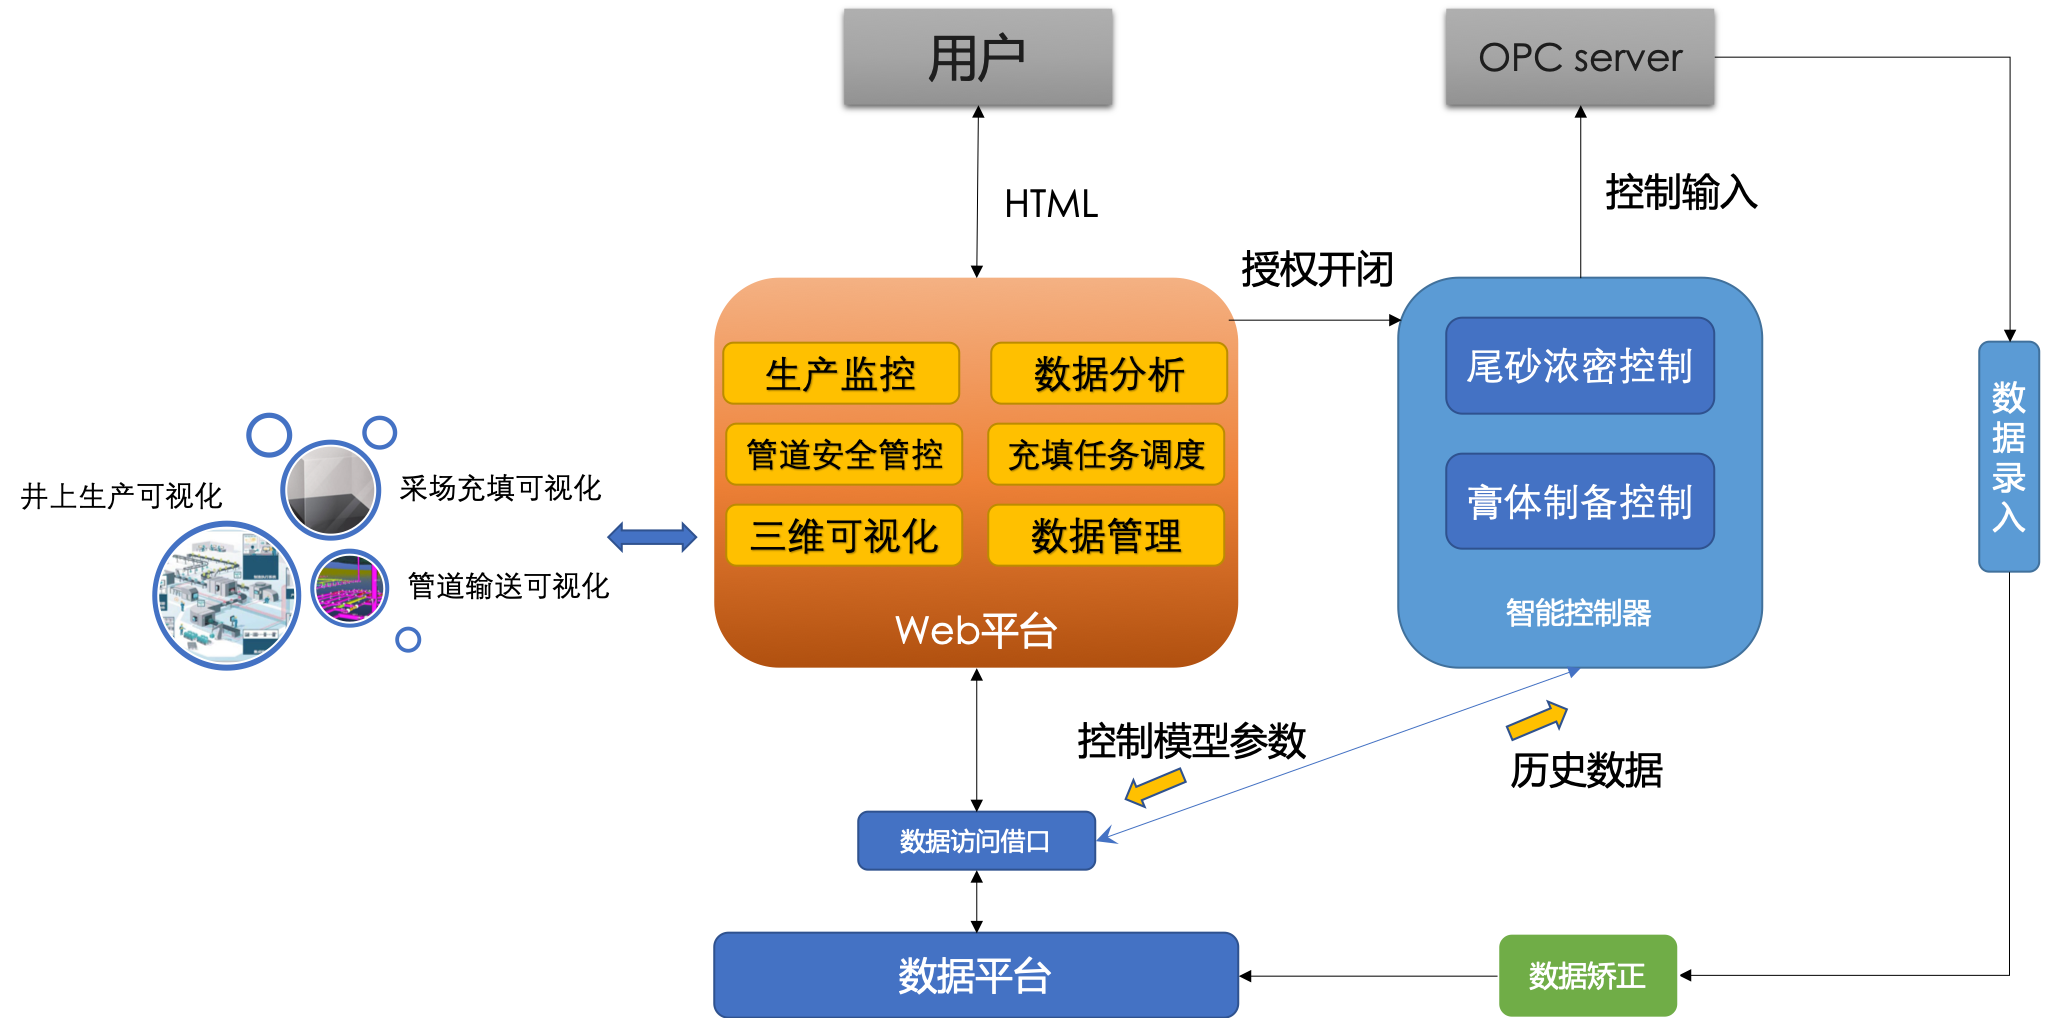 用户
OPC server
HTML
控制输入
授权开闭
生产监控
数据分析
管道安全管控
充填任务调度
三维可视化
数据管理
Web平台
尾砂浓密控制
膏体制备控制
智能控制器
数据录入
井上生产可视化
采场充填可视化
管道输送可视化
控制模型参数
历史数据
数据访问借口
数据平台
数据矫正